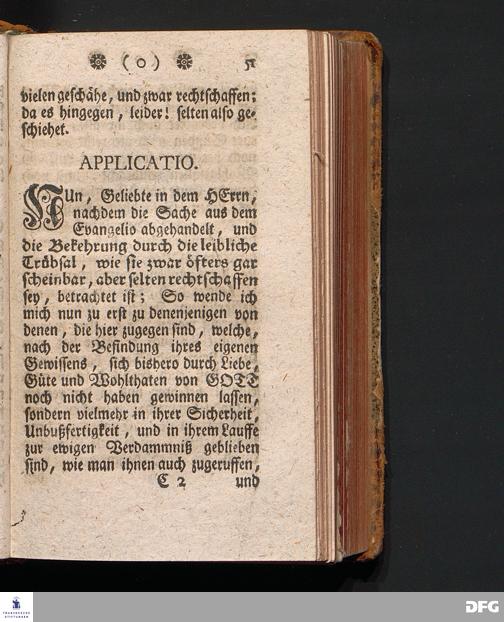 ❁ ( o ) ❁ 51
vielen geschähe, und zwar rechtschaffen;
da es hingegen, leider! selten also ge-
schiehet.
APPLICATIO.
NUn, Geliebte in dem HErrn,
nachdem die Sache aus dem
Evangelio abgehandelt, und
die Bekehrung durch die leibliche
Trübsal, wie sie zwar öfters gar
scheinbar, aber selten rechtschaffen
sey, betrachtet ist; So wende ich
mich nun zu erst zu denenjenigen von
denen, die hier zugegen sind, welche,
nach der Befindung ihres eigenen
Gewissens, sich bishero durch Liebe,
Güte und Wohlthaten von GOTT
noch nicht haben gewinnen lassen,
sondern vielmehr in ihrer Sicherheit,
Unbußfertigkeit, und in ihrem Lauffe
zur ewigen Verdammniß geblieben
sind, wie man ihnen auch zugeruffen,
C 2 und
FRANCKESCHE
STIFTUNGEN
DFG